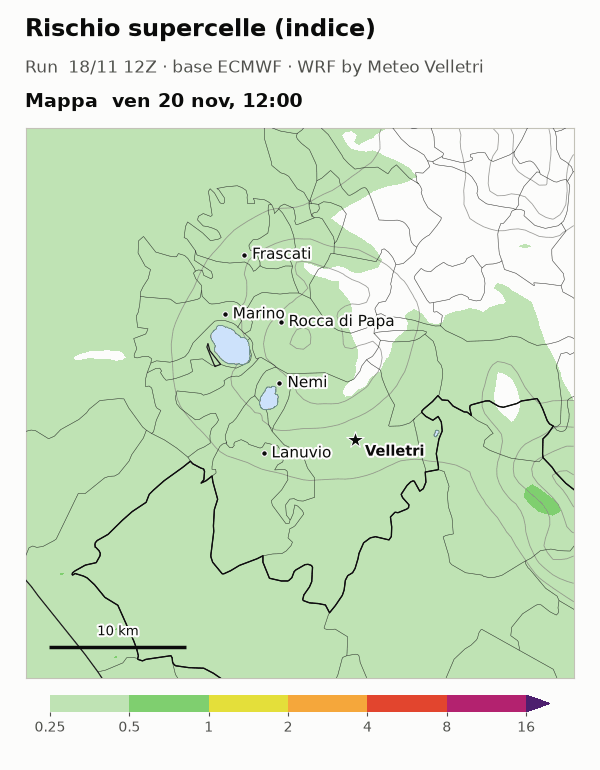 Rischio supercelle (indice)
Run  18/11 12Z · base ECMWF · WRF by Meteo Velletri
Mappa  ven 20 nov, 12:00
Frascati
Marino
Rocca di Papa
Nemi
Velletri
Lanuvio
10 km
0.25 0.5 1 2 4 8 16